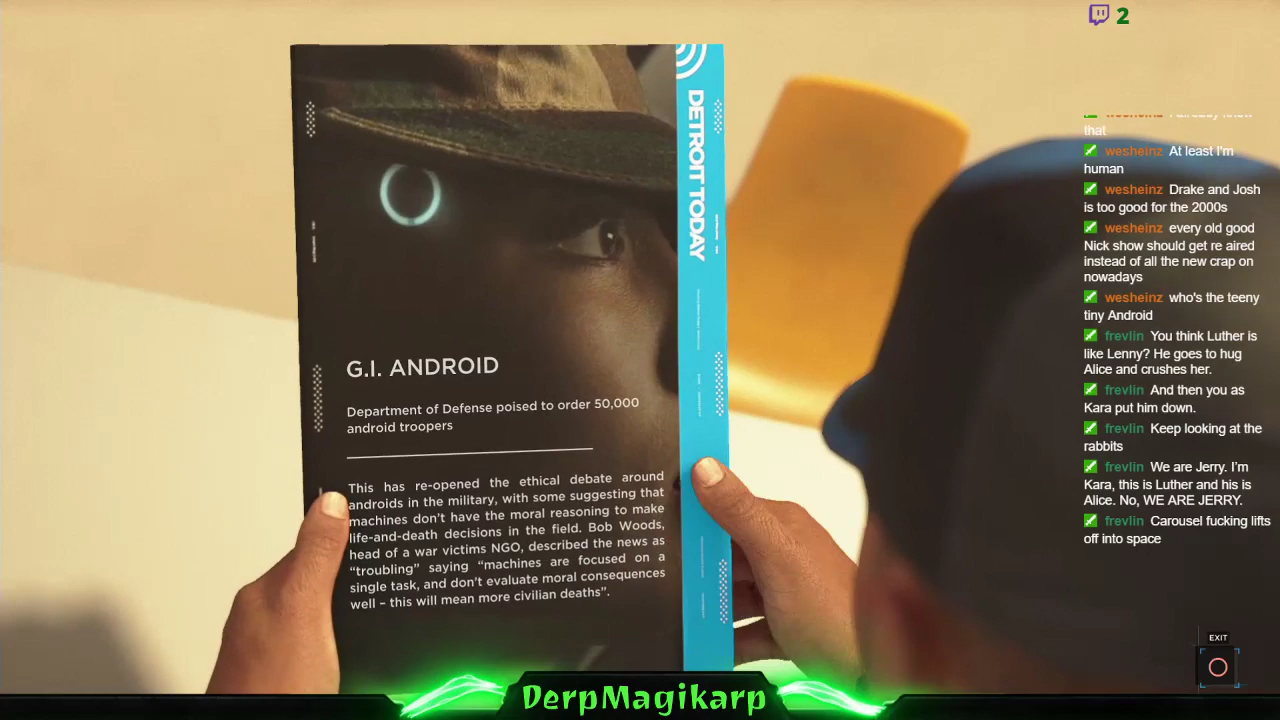 2
DETROIT TODAY
G.I. ANDROID
Department of Defense poised to order 50,000
android troopers
This has re-opened the ethical debate around
androids in the military, with some suggesting that
machines don't have the moral reasoning to make
life-and-death decisions in the field. Bob Woods,
head of a war victims NGO, described the news as
“troubling” saying “machines are focused on a
single task, and don't evaluate moral consequences
well – this will mean more civilian deaths”.
that
wesheinz At least I'm
human
wesheinz Drake and Josh
is too good for the 2000s
wesheinz every old good
Nick show should get re aired
instead of all the new crap on
nowadays
wesheinz who's the teeny
tiny Android
frevlin You think Luther is
like Lenny? He goes to hug
Alice and crushes her.
frevlin And then you as
Kara put him down.
frevlin Keep looking at the
rabbits
frevlin We are Jerry. I'm
Kara, this is Luther and his is
Alice. No, WE ARE JERRY.
frevlin Carousel fucking lifts
off into space
EXIT
DerpMagikarp